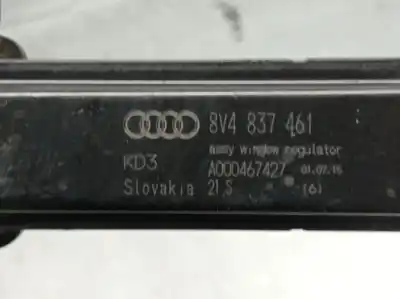 8V4 837 461
assy window regulator
KD3 A000467427 01.07.15
Slovakia 21 S (6)